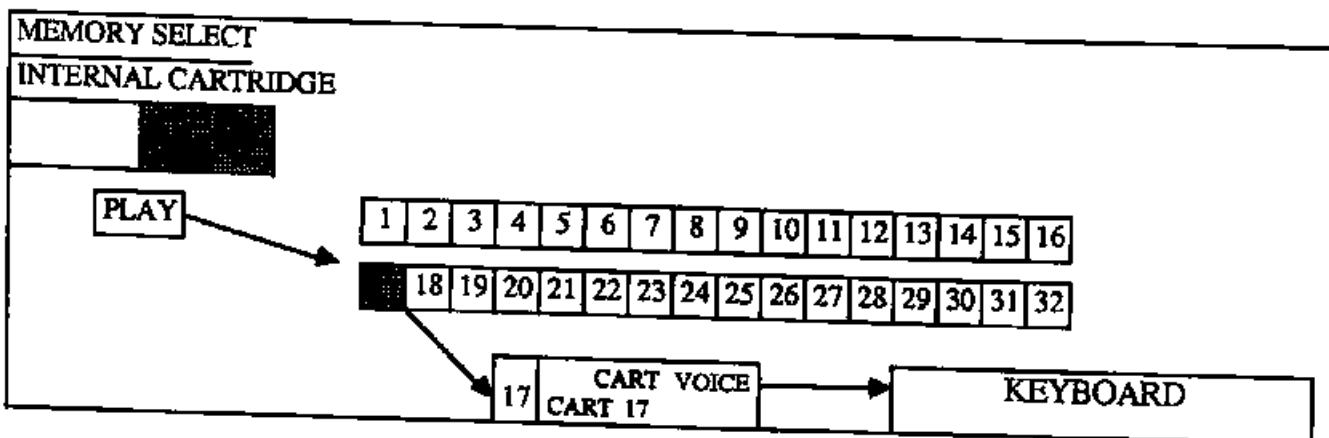 MEMORY SELECT
INTERNAL CARTRIDGE
PLAY
1 2 3 4 5 6 7 8 9 10 11 12 13 14 15 16
18 19 20 21 22 23 24 25 26 27 28 29 30 31 32
17 CART VOICE
CART 17
KEYBOARD